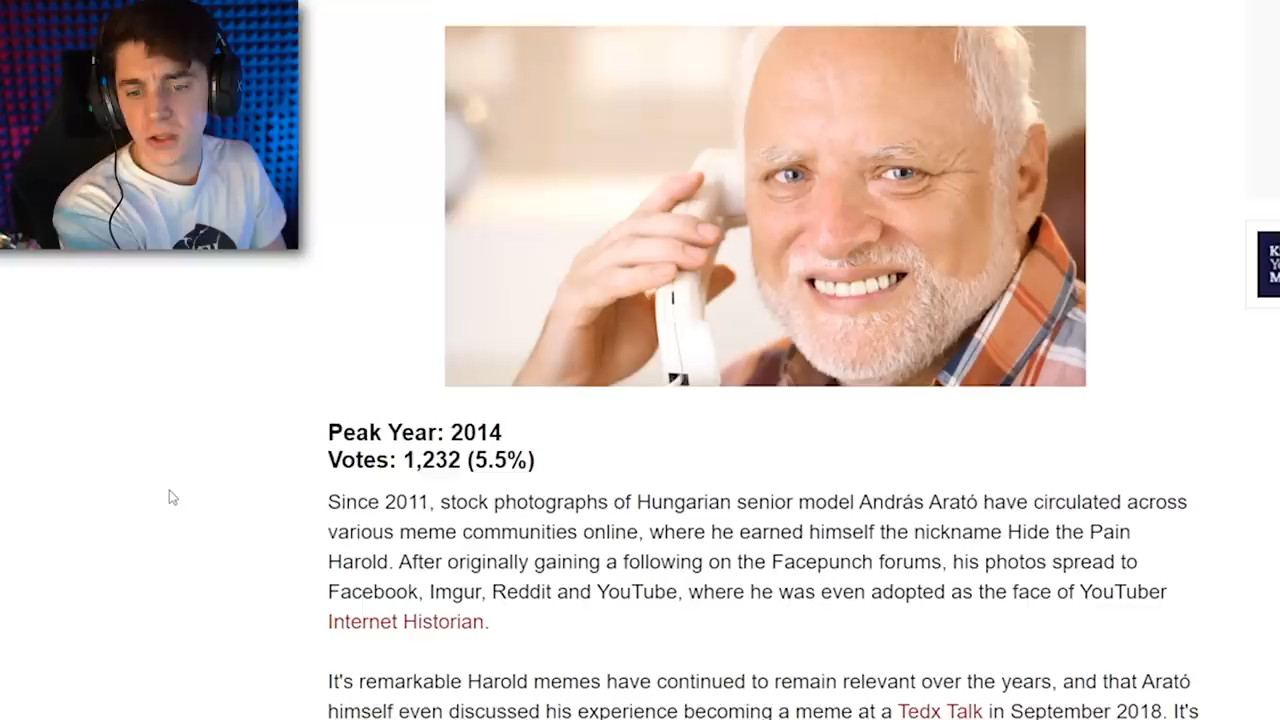 Peak Year: 2014
Votes: 1,232 (5.5%)
Since 2011, stock photographs of Hungarian senior model András Arató have circulated across
various meme communities online, where he earned himself the nickname Hide the Pain
Harold. After originally gaining a following on the Facepunch forums, his photos spread to
Facebook, Imgur, Reddit and YouTube, where he was even adopted as the face of YouTuber
Internet Historian.
It's remarkable Harold memes have continued to remain relevant over the years, and that Arató
himself even discussed his experience becoming a meme at a Tedx Talk in September 2018. It's